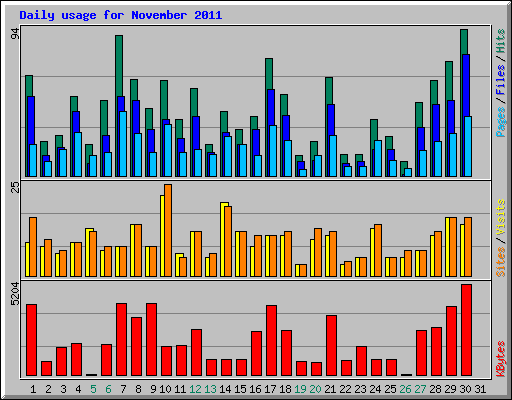 Daily usage for November 2011
94
Pages / Files / Hits
25
Sites / Visits
5204
KBytes
1 2 3 4 5 6 7 8 9 10 11 12 13 14 15 16 17 18 19 20 21 22 23 24 25 26 27 28 29 30 31